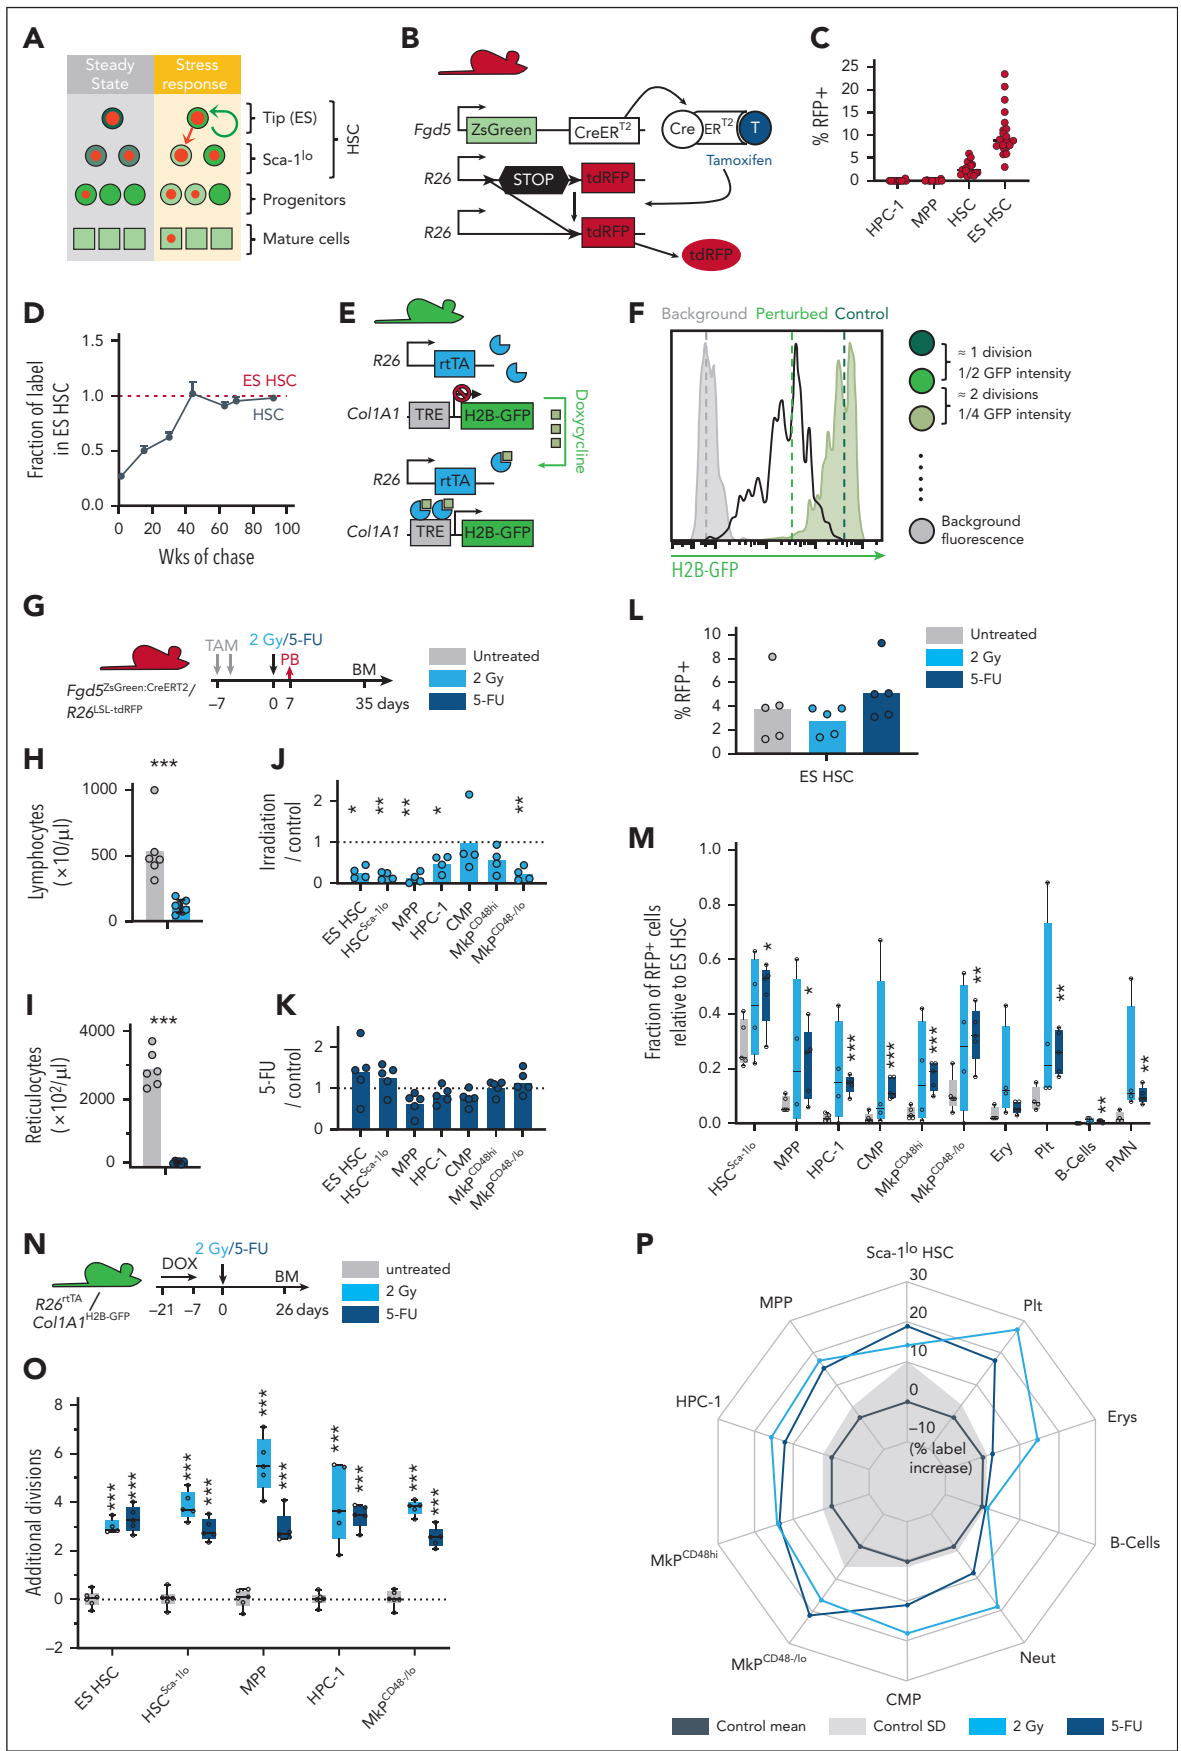 A
Steady State
Stress response
Tip (ES)
Sca-1lo
HSC
Progenitors
Mature cells
B
Fgd5
ZsGreen
CreERT2
Cre
ERT2
T
Tamoxifen
R26
STOP
tdRFP
R26
tdRFP
tdRFP
C
% RFP+
25
20
15
10
5
0
HPC-1
MPP
HSC
ES HSC
D
Fraction of label
in ES HSC
1.5
1.0
0.5
0.0
ES HSC
HSC
0 20 40 60 80 100
Wks of chase
E
R26
rtTA
Col1A1
TRE
H2B-GFP
Doxycycline
R26
rtTA
Col1A1
TRE
H2B-GFP
F
Background Perturbed Control
H2B-GFP
≈ 1 division
1/2 GFP intensity
≈ 2 divisions
1/4 GFP intensity
Background
fluorescence
G
Fgd5ZsGreen:CreERT2/
R26LSL-tdRFP
TAM
2 Gy/5-FU
PB
BM
–7 0 7 35 days
Untreated
2 Gy
5-FU
H
***
Lymphocytes
(×10/µl)
1000
500
0
I
***
Reticulocytes
(×10²/µl)
4000
2000
0
J
Irradiation
/ control
2
1
0
* ** ** * **
ES HSC
HSCSca-1lo
MPP
HPC-1
CMP
MkPCD48hi
MkPCD48-/lo
K
5-FU
/ control
2
1
0
ES HSC
HSCSca-1lo
MPP
HPC-1
CMP
MkPCD48hi
MkPCD48-/lo
L
% RFP+
10
8
6
4
2
0
ES HSC
Untreated
2 Gy
5-FU
M
Fraction of RFP+ cells
relative to ES HSC
1.0
0.8
0.6
0.4
0.2
0.0
* * *** *** *** ** ** ** **
HSCSca-1lo
MPP
HPC-1
CMP
MkPCD48hi
MkPCD48-/lo
Ery
Plt
B-Cells
PMN
N
R26rtTA/
Col1A1H2B-GFP
DOX
2 Gy/5-FU
BM
–21 –7 0 26 days
untreated
2 Gy
5-FU
O
Additional divisions
8
6
4
2
0
–2
*** *** *** *** *** *** *** *** *** ***
ES HSC
HSCSca-1lo
MPP
HPC-1
MkPCD48-/lo
P
Sca-1lo HSC
Plt
Erys
B-Cells
Neut
CMP
MkPCD48-/lo
MkPCD48hi
HPC-1
MPP
30
20
10
0
–10
(% label
increase)
Control mean
Control SD
2 Gy
5-FU